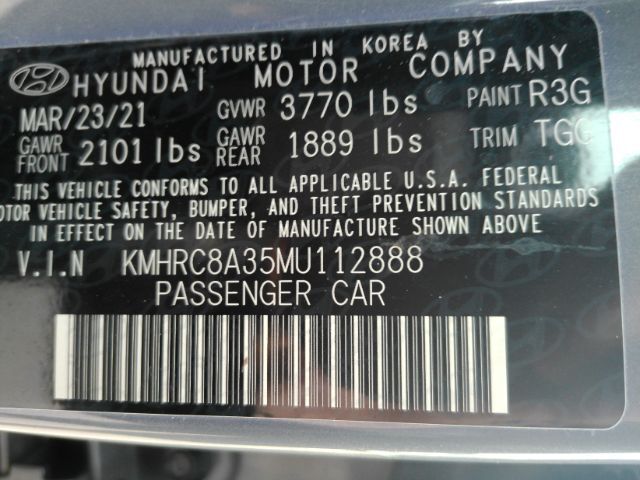 MANUFACTURED IN KOREA BY
HYUNDAI MOTOR COMPANY
MAR/23/21 GVWR 3770 lbs PAINT R3G
GAWR FRONT 2101 lbs GAWR REAR 1889 lbs TRIM TGC
THIS VEHICLE CONFORMS TO ALL APPLICABLE U.S.A. FEDERAL
MOTOR VEHICLE SAFETY, BUMPER, AND THEFT PREVENTION STANDARDS
IN EFFECT ON THE DATE OF MANUFACTURE SHOWN ABOVE
V.I.N KMHRC8A35MU112888
PASSENGER CAR